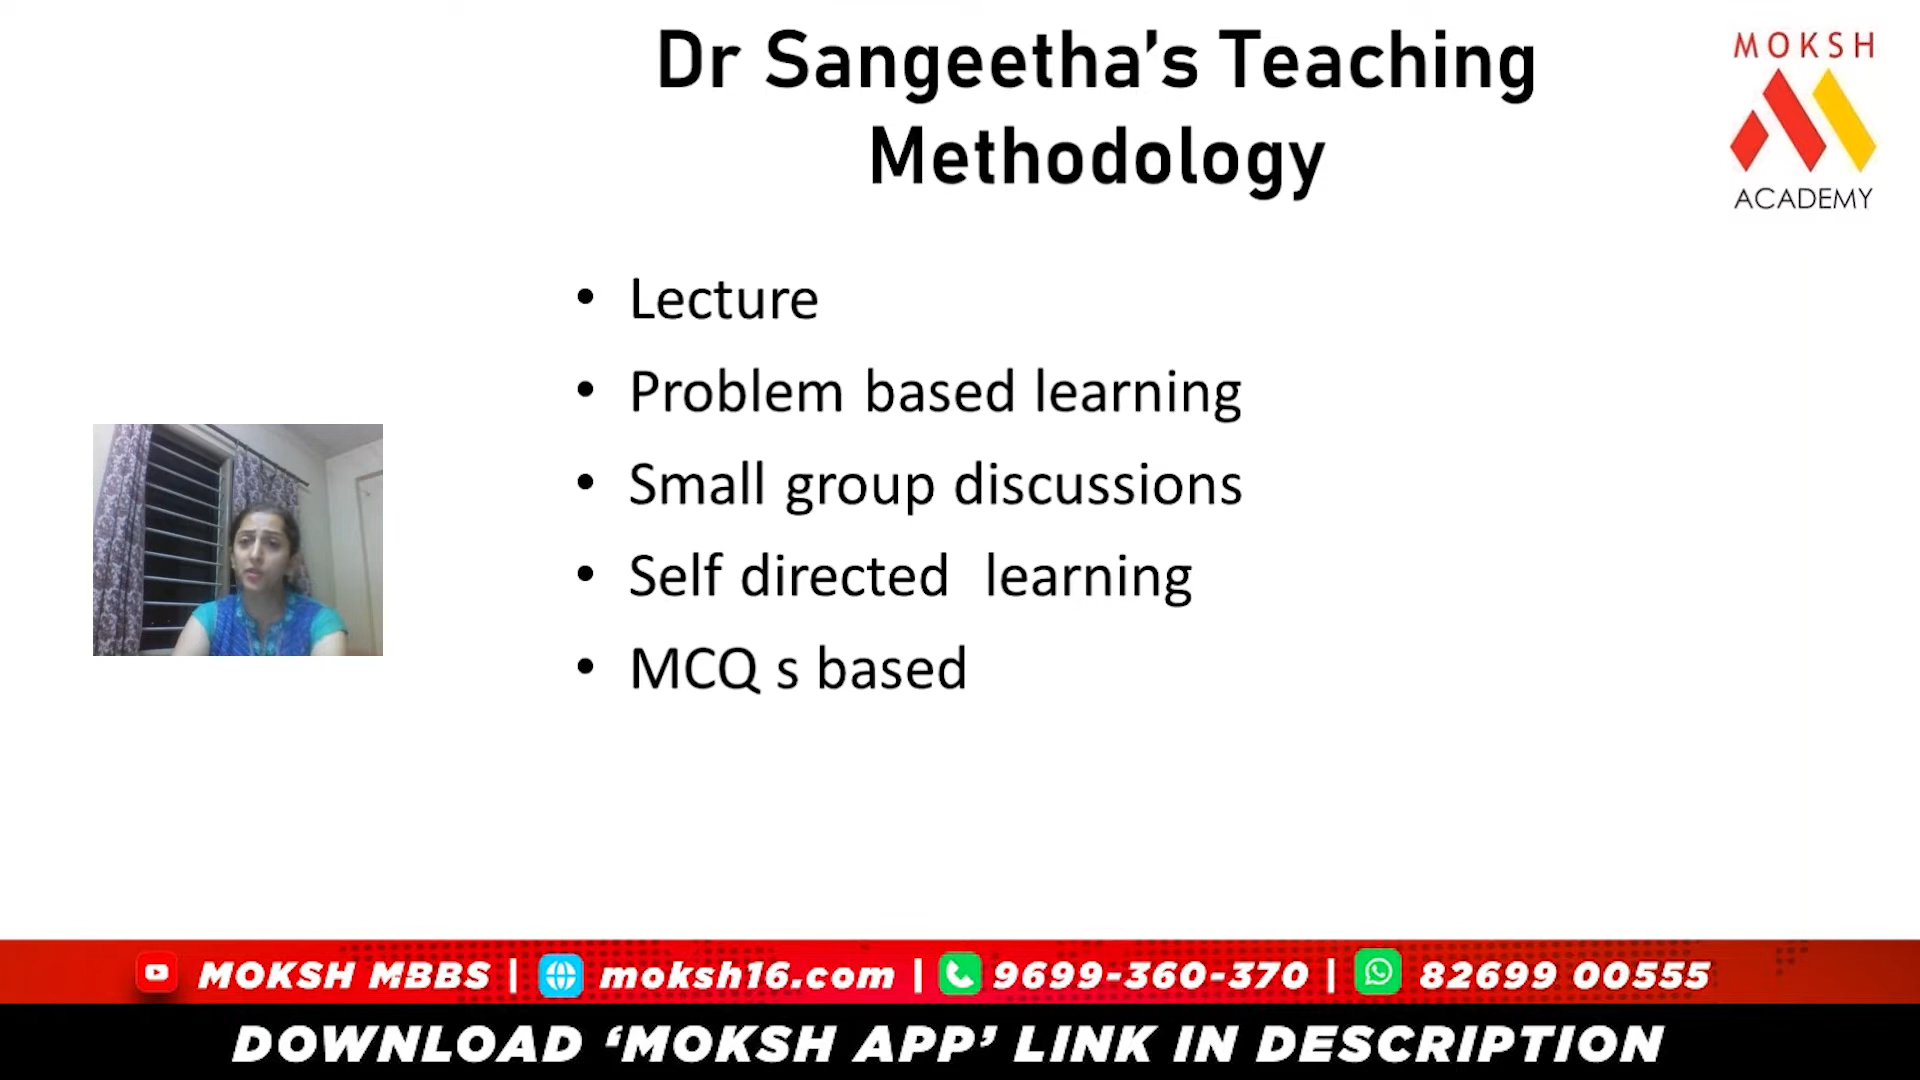 Dr Sangeetha’s Teaching
Methodology
MOKSH
ACADEMY
• Lecture
• Problem based learning
• Small group discussions
• Self directed  learning
• MCQ s based
MOKSH MBBS | moksh16.com | 9699-360-370 | 82699 00555
DOWNLOAD ‘MOKSH APP’ LINK IN DESCRIPTION